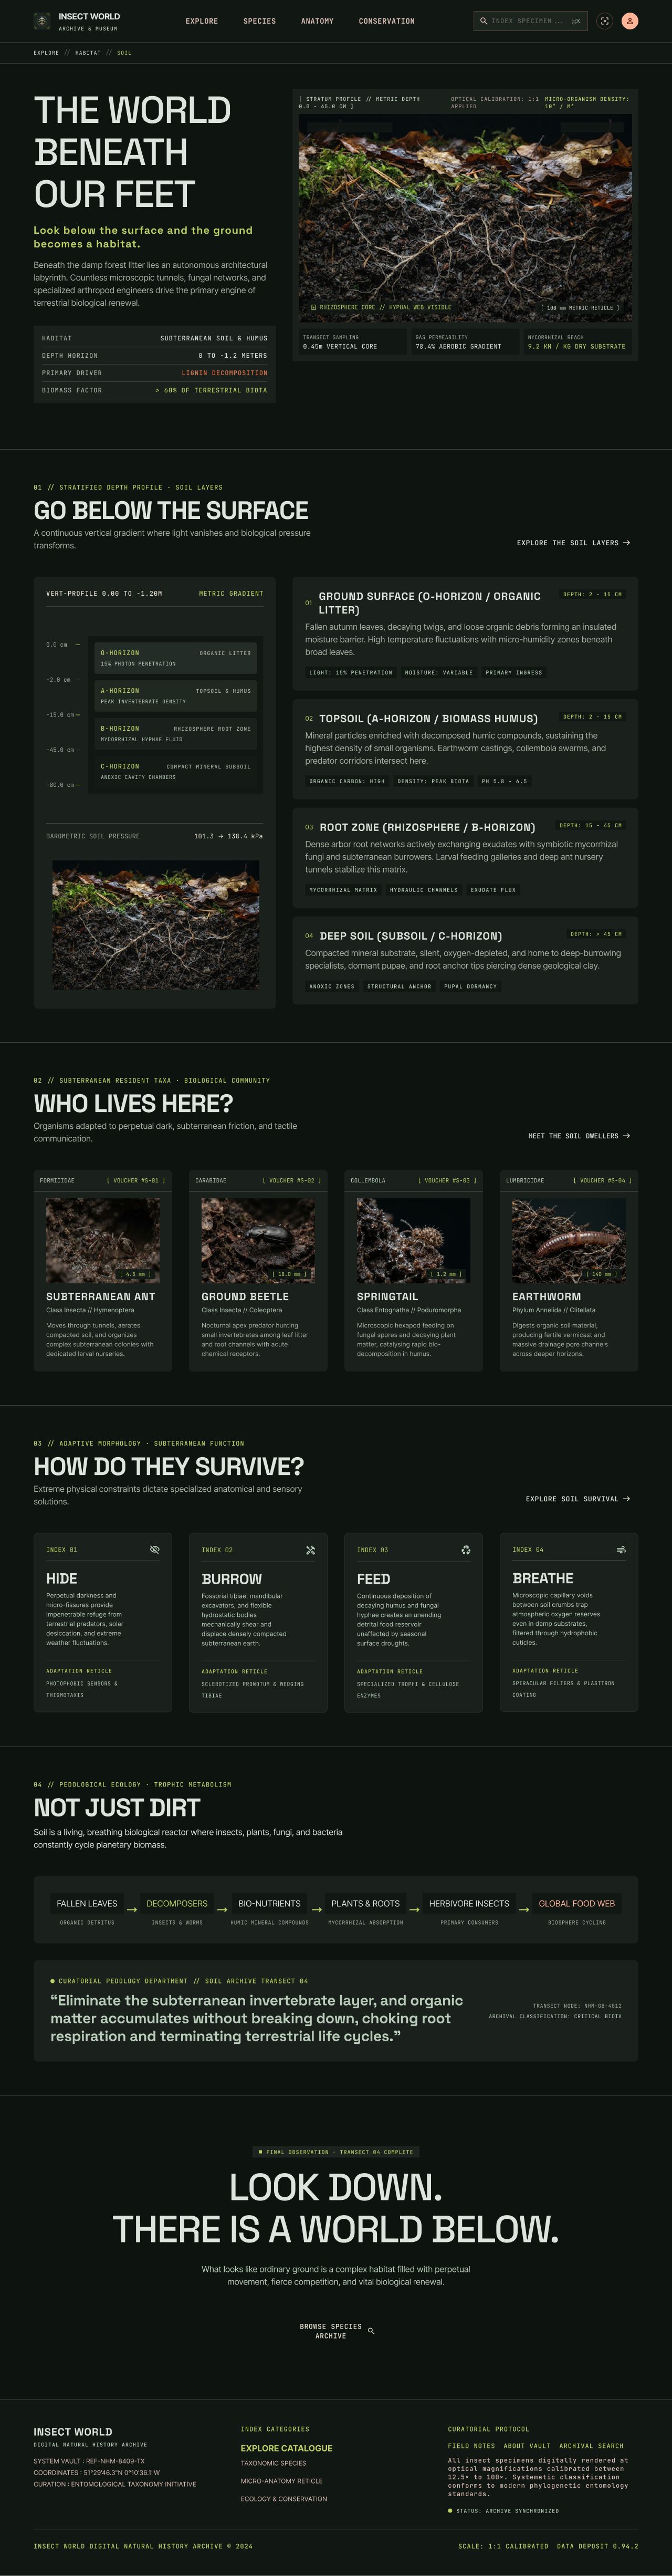 INSECT WORLD
ARCHIVE & MUSEUM
EXPLORE SPECIES ANATOMY CONSERVATION
INDEX SPECIMEN...
EXPLORE // HABITAT // SOIL
THE WORLD
BENEATH
OUR FEET
Look below the surface and the ground
becomes a habitat.
Beneath the damp forest litter lies an autonomous architectural
labyrinth. Countless microscopic tunnels, fungal networks, and
specialized arthropod engineers drive the primary engine of
terrestrial biological renewal.
HABITAT SUBTERRANEAN SOIL & HUMUS
DEPTH HORIZON 0 TO -1.2 METERS
PRIMARY DRIVER LIGNIN DECOMPOSITION
BIOMASS FACTOR > 60% OF TERRESTRIAL BIOTA
[ STRATUM PROFILE // METRIC DEPTH
0.0 - 45.0 CM ]
OPTICAL CALIBRATION: 1:1
APPLIED
MICRO-ORGANISM DENSITY:
RHIZOSPHERE CORE // HYPHAL WEB VISIBLE
[ 100 mm METRIC RETICLE ]
TRANSECT SAMPLING
0.45m VERTICAL CORE
GAS PERMEABILITY
78.4% AEROBIC GRADIENT
MYCORRHIZAL REACH
9.2 KM / KG DRY SUBSTRATE
01 // STRATIFIED DEPTH PROFILE · SOIL LAYERS
GO BELOW THE SURFACE
A continuous vertical gradient where light vanishes and biological pressure
transforms.
EXPLORE THE SOIL LAYERS →
VERT-PROFILE 0.00 TO -1.20M METRIC GRADIENT
0.0 cm
-2.0 cm
-15.0 cm
-45.0 cm
-80.0 cm
O-HORIZON ORGANIC LITTER
15% PHOTON PENETRATION
A-HORIZON TOPSOIL & HUMUS
PEAK INVERTEBRATE DENSITY
B-HORIZON RHIZOSPHERE ROOT ZONE
MYCORRHIZAL HYPHAE FLUID
C-HORIZON COMPACT MINERAL SUBSOIL
ANOXIC CAVITY CHAMBERS
BAROMETRIC SOIL PRESSURE 101.3 → 138.4 kPa
01 GROUND SURFACE (O-HORIZON / ORGANIC
LITTER)
DEPTH: 2 - 15 CM
Fallen autumn leaves, decaying twigs, and loose organic debris forming an insulated
moisture barrier. High temperature fluctuations with micro-humidity zones beneath
broad leaves.
LIGHT: 15% PENETRATION MOISTURE: VARIABLE PRIMARY INGRESS
02 TOPSOIL (A-HORIZON / BIOMASS HUMUS)
DEPTH: 2 - 15 CM
Mineral particles enriched with decomposed humic compounds, sustaining the
highest density of small organisms. Earthworm castings, collembola swarms, and
predator corridors intersect here.
ORGANIC CARBON: HIGH DENSITY: PEAK BIOTA PH 5.8 - 6.5
03 ROOT ZONE (RHIZOSPHERE / B-HORIZON)
DEPTH: 15 - 45 CM
Dense arbor root networks actively exchanging exudates with symbiotic mycorrhizal
fungi and subterranean burrowers. Larval feeding galleries and deep ant nursery
tunnels stabilize this matrix.
MYCORRHIZAL MATRIX HYDRAULIC CHANNELS EXUDATE FLUX
04 DEEP SOIL (SUBSOIL / C-HORIZON)
DEPTH: > 45 CM
Compacted mineral substrate, silent, oxygen-depleted, and home to deep-burrowing
specialists, dormant pupae, and root anchor tips piercing dense geological clay.
ANOXIC ZONES STRUCTURAL ANCHOR PUPAL DORMANCY
02 // SUBTERRANEAN RESIDENT TAXA · BIOLOGICAL COMMUNITY
WHO LIVES HERE?
Organisms adapted to perpetual dark, subterranean friction, and tactile
communication.
MEET THE SOIL DWELLERS →
FORMICIDAE [ VOUCHER #S-01 ]
[ 4.5 mm ]
SUBTERRANEAN ANT
Class Insecta // Hymenoptera
Moves through tunnels, aerates
compacted soil, and organizes
complex subterranean colonies with
dedicated larval nurseries.
CARABIDAE [ VOUCHER #S-02 ]
[ 18.0 mm ]
GROUND BEETLE
Class Insecta // Coleoptera
Nocturnal apex predator hunting
small invertebrates among leaf litter
and root channels with acute
chemical receptors.
COLLEMBOLA [ VOUCHER #S-03 ]
[ 1.2 mm ]
SPRINGTAIL
Class Entognatha // Poduromorpha
Microscopic hexapod feeding on
fungal spores and decaying plant
matter, catalysing rapid bio-
decomposition in humus.
LUMBRICIDAE [ VOUCHER #S-04 ]
[ 140 mm ]
EARTHWORM
Phylum Annelida // Clitellata
Digests organic soil material,
producing fertile vermicast and
massive drainage pore channels
across deeper horizons.
03 // ADAPTIVE MORPHOLOGY · SUBTERRANEAN FUNCTION
HOW DO THEY SURVIVE?
Extreme physical constraints dictate specialized anatomical and sensory
solutions.
EXPLORE SOIL SURVIVAL →
INDEX 01
HIDE
Perpetual darkness and
micro-fissures provide
impenetrable refuge from
terrestrial predators, solar
desiccation, and extreme
weather fluctuations.
ADAPTATION RETICLE
PHOTOPHOBIC SENSORS &
THIGMOTAXIS
INDEX 02
BURROW
Fossorial tibiae, mandibular
excavators, and flexible
hydrostatic bodies
mechanically shear and
displace densely compacted
subterranean earth.
ADAPTATION RETICLE
SCLEROTIZED PRONOTUM & WEDGING
TIBIAE
INDEX 03
FEED
Continuous deposition of
decaying humus and fungal
hyphae creates an unending
detrital food reservoir
unaffected by seasonal
surface droughts.
ADAPTATION RETICLE
SPECIALIZED TROPHI & CELLULOSE
ENZYMES
INDEX 04
BREATHE
Microscopic capillary voids
between soil crumbs trap
atmospheric oxygen reserves
even in damp substrates,
filtered through hydrophobic
cuticles.
ADAPTATION RETICLE
SPIRACULAR FILTERS & PLASTRON
COATING
04 // PEDOLOGICAL ECOLOGY · TROPHIC METABOLISM
NOT JUST DIRT
Soil is a living, breathing biological reactor where insects, plants, fungi, and bacteria
constantly cycle planetary biomass.
FALLEN LEAVES → DECOMPOSERS → BIO-NUTRIENTS → PLANTS & ROOTS → HERBIVORE INSECTS → GLOBAL FOOD WEB
ORGANIC DETRITUS INSECTS & WORMS HUMIC MINERAL COMPOUNDS MYCORRHIZAL ABSORPTION PRIMARY CONSUMERS BIOSPHERE CYCLING
CURATORIAL PEDOLOGY DEPARTMENT // SOIL ARCHIVE TRANSECT 04
“Eliminate the subterranean invertebrate layer, and organic
matter accumulates without breaking down, choking root
respiration and terminating terrestrial life cycles.”
TRANSECT NODE: NHM-GB-4012
ARCHIVAL CLASSIFICATION: CRITICAL BIOTA
FINAL OBSERVATION · TRANSECT 04 COMPLETE
LOOK DOWN.
THERE IS A WORLD BELOW.
What looks like ordinary ground is a complex habitat filled with perpetual
movement, fierce competition, and vital biological renewal.
BROWSE SPECIES
ARCHIVE
INSECT WORLD
DIGITAL NATURAL HISTORY ARCHIVE
SYSTEM VAULT : REF-NHM-8409-TX
COORDINATES : 51°29'46.3"N 0°10'36.1"W
CURATION : ENTOMOLOGICAL TAXONOMY INITIATIVE
INDEX CATEGORIES
EXPLORE CATALOGUE
TAXONOMIC SPECIES
MICRO-ANATOMY RETICLE
ECOLOGY & CONSERVATION
CURATORIAL PROTOCOL
FIELD NOTES ABOUT VAULT ARCHIVAL SEARCH
All insect specimens digitally rendered at
optical magnifications calibrated between
12.5× to 100×. Systematic classification
conforms to modern phylogenetic entomology
standards.
STATUS: ARCHIVE SYNCHRONIZED
INSECT WORLD DIGITAL NATURAL HISTORY ARCHIVE © 2024
SCALE: 1:1 CALIBRATED DATA DEPOSIT 0.94.2